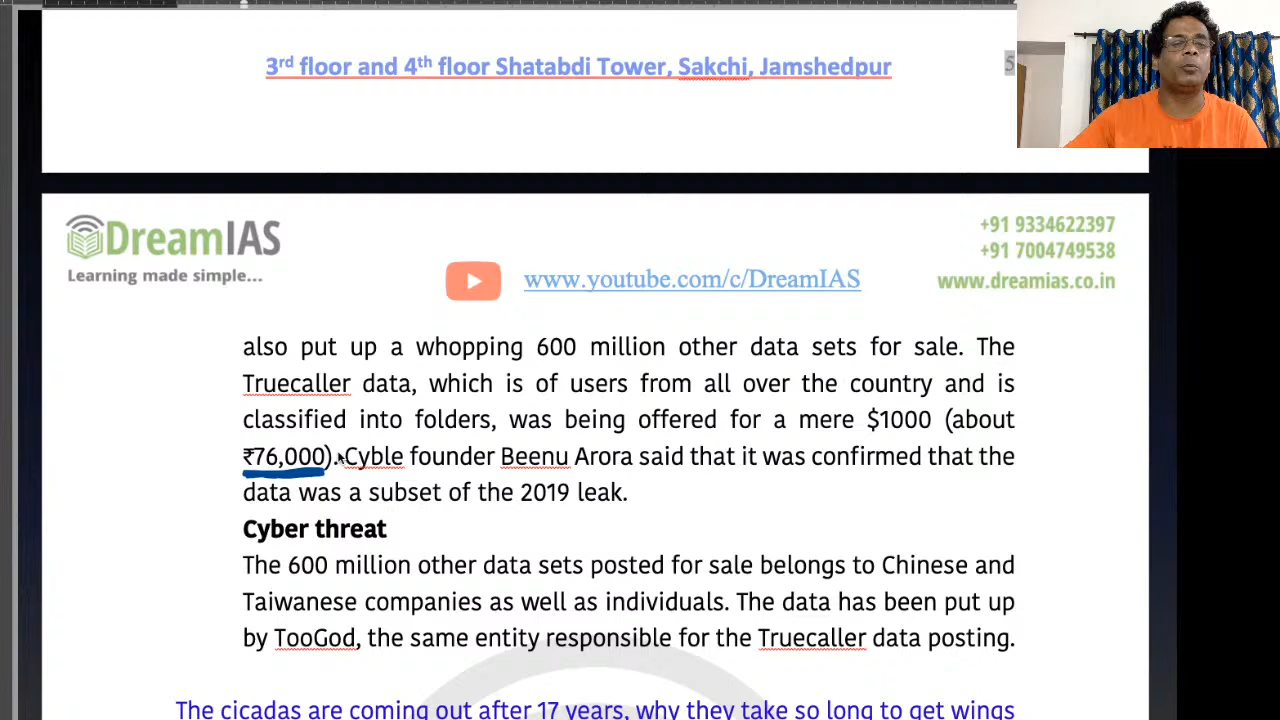 3rd floor and 4th floor Shatabdi Tower, Sakchi, Jamshedpur
5
DreamIAS
Learning made simple...
+91 9334622397
+91 7004749538
www.dreamias.co.in
www.youtube.com/c/DreamIAS
also put up a whopping 600 million other data sets for sale. The
Truecaller data, which is of users from all over the country and is
classified into folders, was being offered for a mere $1000 (about
₹76,000). Cyble founder Beenu Arora said that it was confirmed that the
data was a subset of the 2019 leak.
Cyber threat
The 600 million other data sets posted for sale belongs to Chinese and
Taiwanese companies as well as individuals. The data has been put up
by TooGod, the same entity responsible for the Truecaller data posting.
The cicadas are coming out after 17 years, why they take so long to get wings